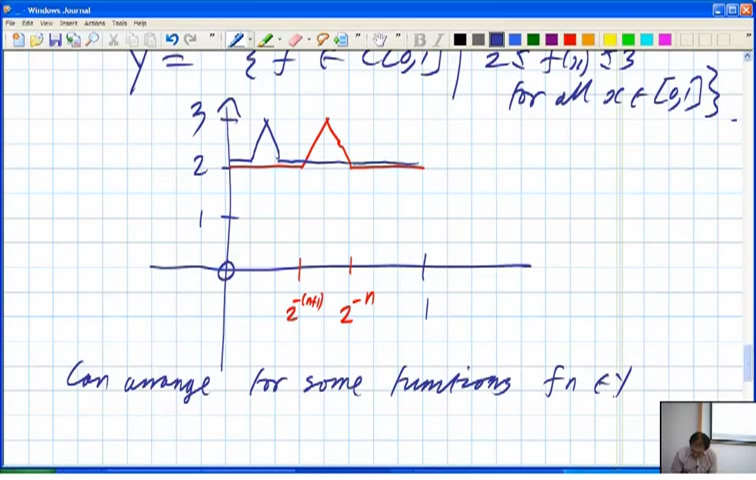 Windows Journal
File Edit View Insert Actions Tools Help
Y = { f ∈ C[0,1] | 2 ≤ f(x) ≤ 3
for all x ∈ [0,1]}.
3
2
1
2^-(n+1) 2^-n 1
Can arrange for some functions fn ∈ Y